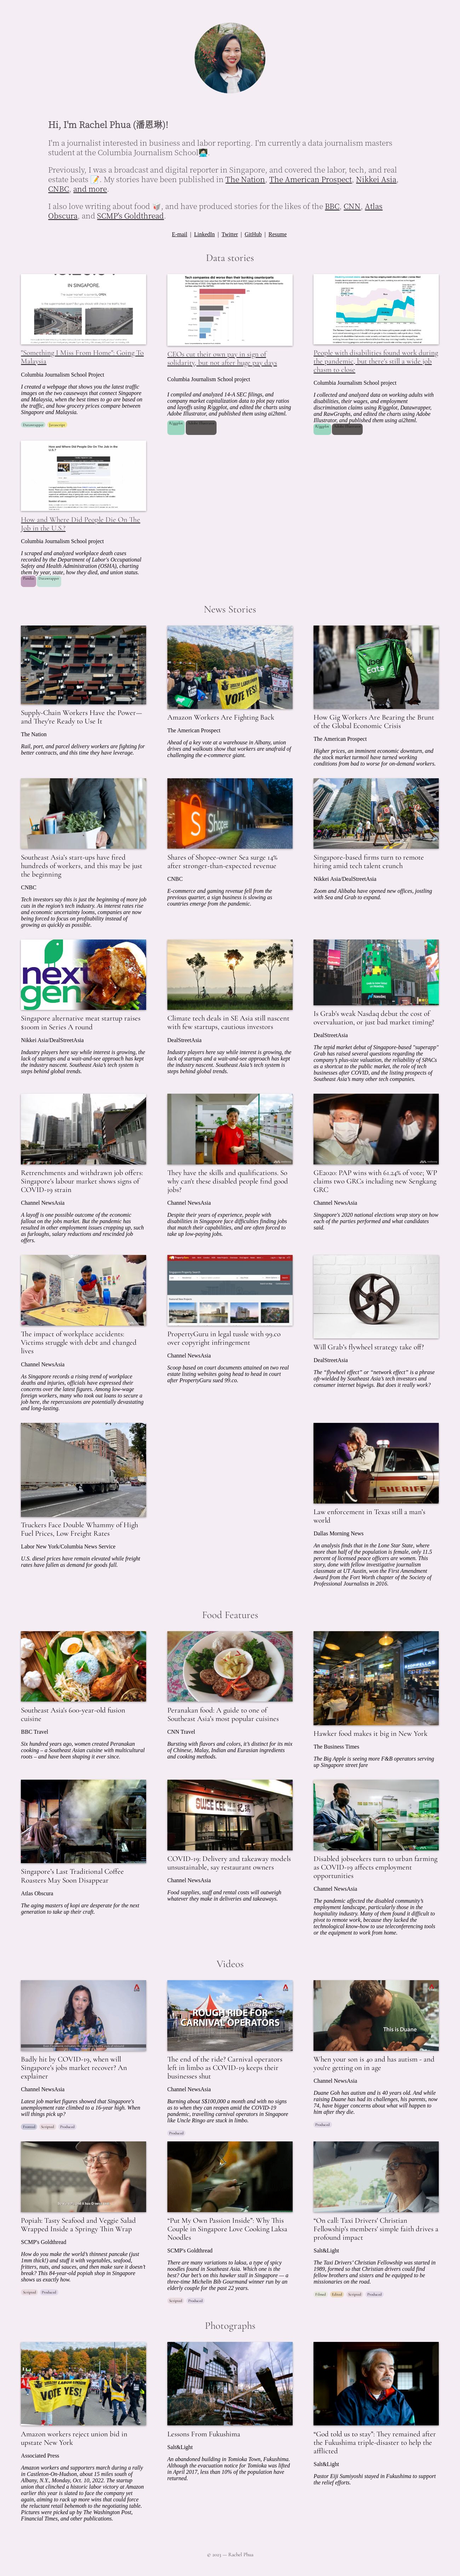 Hi, I'm Rachel Phua (潘恩琳)!
I'm a journalist interested in business and labor reporting. I'm currently a data journalism masters
student at the Columbia Journalism School👩🏻‍💻.
Previously, I was a broadcast and digital reporter in Singapore, and covered the labor, tech, and real
estate beats 📝. My stories have been published in The Nation, The American Prospect, Nikkei Asia,
CNBC, and more.
I also love writing about food 🥡, and have produced stories for the likes of the BBC, CNN, Atlas
Obscura, and SCMP's Goldthread.
E-mail | LinkedIn | Twitter | GitHub | Resume
Data stories
IN SINGAPORE.
Tech companies did worse than their banking counterparts
"Something I Miss From Home": Going To
Malaysia
Columbia Journalism School Project
I created a webpage that shows you the latest traffic
images on the two causeways that connect Singapore
and Malaysia, when the best times are to go based on
the traffic, and how grocery prices compare between
Singapore and Malaysia.
Datawrapper Javascript
CEOs cut their own pay in sign of
solidarity, but not after huge pay days
Columbia Journalism School project
I compiled and analyzed 14-A SEC filings, and
company market capitalization data to plot pay ratios
and layoffs using R/ggplot, and edited the charts using
Adobe Illustrator, and published them using ai2html.
R/ggplot
People with disabilities found work during
the pandemic, but there's still a wide job
chasm to close
Columbia Journalism School project
I collected and analyzed data on working adults with
disabilities, their wages, and employment
discrimination claims using R/ggplot, Datawrapper,
and RawGraphs, and edited the charts using Adobe
Illustrator, and published them using ai2html.
R/ggplot
How and Where Did People Die On The Job in the U.S.?
How and Where Did People Die On The
Job in the U.S.?
Columbia Journalism School project
I scraped and analyzed workplace death cases
recorded by the Department of Labor's Occupational
Safety and Health Administration (OSHA), charting
them by year, state, how they died, and union status.
Pandas Datawrapper
News Stories
Supply-Chain Workers Have the Power—
and They're Ready to Use It
The Nation
Rail, port, and parcel delivery workers are fighting for
better contracts, and this time they have leverage.
VOTE YES!
Amazon Workers Are Fighting Back
The American Prospect
Ahead of a key vote at a warehouse in Albany, union
drives and walkouts show that workers are unafraid of
challenging the e-commerce giant.
Uber
Eats
How Gig Workers Are Bearing the Brunt
of the Global Economic Crisis
The American Prospect
Higher prices, an imminent economic downturn, and
the stock market turmoil have turned working
conditions from bad to worse for on-demand workers.
Southeast Asia's start-ups have fired
hundreds of workers, and this may be just
the beginning
CNBC
Tech investors say this is just the beginning of more job
cuts in the region's tech industry. As interest rates rise
and economic uncertainty looms, companies are now
being forced to focus on profitability instead of
growing as quickly as possible.
Shopee
Shares of Shopee-owner Sea surge 14%
after stronger-than-expected revenue
CNBC
E-commerce and gaming revenue fell from the
previous quarter, a sign business is slowing as
countries emerge from the pandemic.
Singapore-based firms turn to remote
hiring amid tech talent crunch
Nikkei Asia/DealStreetAsia
Zoom and Alibaba have opened new offices, jostling
with Sea and Grab to expand.
next
gen
Singapore alternative meat startup raises
$100m in Series A round
Nikkei Asia/DealStreetAsia
Industry players here say while interest is growing, the
lack of startups and a wait-and-see approach has kept
the industry nascent. Southeast Asia's tech system is
steps behind global trends.
Climate tech deals in SE Asia still nascent
with few startups, cautious investors
DealStreetAsia
Industry players here say while interest is growing, the
lack of startups and a wait-and-see approach has kept
the industry nascent. Southeast Asia's tech system is
steps behind global trends.
Is Grab's weak Nasdaq debut the cost of
overvaluation, or just bad market timing?
DealStreetAsia
The tepid market debut of Singapore-based "superapp"
Grab has raised several questions regarding the
company's plus-size valuation, the reliability of SPACs
as a shortcut to the public market, the role of tech
businesses after COVID, and the listing prospects of
Southeast Asia's many other tech companies.
Retrenchments and withdrawn job offers:
Singapore's labour market shows signs of
COVID-19 strain
Channel NewsAsia
A layoff is one possible outcome of the economic
fallout on the jobs market. But the pandemic has
resulted in other employment issues cropping up, such
as furloughs, salary reductions and rescinded job
offers.
They have the skills and qualifications. So
why can't these disabled people find good
jobs?
Channel NewsAsia
Despite their years of experience, people with
disabilities in Singapore face difficulties finding jobs
that match their capabilities, and are often forced to
take up low-paying jobs.
GE2020: PAP wins with 61.24% of vote; WP
claims two GRCs including new Sengkang
GRC
Channel NewsAsia
Singapore's 2020 national elections wrap story on how
each of the parties performed and what candidates
said.
The impact of workplace accidents:
Victims struggle with debt and changed
lives
Channel NewsAsia
As Singapore records a rising trend of workplace
deaths and injuries, officials have expressed their
concerns over the latest figures. Among low-wage
foreign workers, many who took out loans to secure a
job here, the repercussions are potentially devastating
and long-lasting.
Singapore Property Search
PropertyGuru in legal tussle with 99.co
over copyright infringement
Channel NewsAsia
Scoop based on court documents attained on two real
estate listing websites going head to head in court
after PropertyGuru sued 99.co.
Will Grab's flywheel strategy take off?
DealStreetAsia
The "flywheel effect" or "network effect" is a phrase
oft-wielded by Southeast Asia's tech investors and
consumer internet bigwigs. But does it really work?
Truckers Face Double Whammy of High
Fuel Prices, Low Freight Rates
Labor New York/Columbia News Service
U.S. diesel prices have remain elevated while freight
rates have fallen as demand for goods fall.
SHERIFF
Law enforcement in Texas still a man's
world
Dallas Morning News
An analysis finds that in the Lone Star State, where
more than half of the population is female, only 11.5
percent of licensed peace officers are women. This
story, done with fellow investigative journalism
classmate at UT Austin, won the First Amendment
Award from the Fort Worth chapter of the Society of
Professional Journalists in 2016.
Food Features
Southeast Asia's 600-year-old fusion
cuisine
BBC Travel
Six hundred years ago, women created Peranakan
cooking – a Southeast Asian cuisine with multicultural
roots – and have been shaping it ever since.
Peranakan food: A guide to one of
Southeast Asia's most popular cuisines
CNN Travel
Bursting with flavors and colors, it's distinct for its mix
of Chinese, Malay, Indian and Eurasian ingredients
and cooking methods.
Hawker food makes it big in New York
The Business Times
The Big Apple is seeing more F&B operators serving
up Singapore street fare
Singapore's Last Traditional Coffee
Roasters May Soon Disappear
Atlas Obscura
The aging masters of kopi are desperate for the next
generation to take up their craft.
COVID-19: Delivery and takeaway models
unsustainable, say restaurant owners
Channel NewsAsia
Food supplies, staff and rental costs will outweigh
whatever they make in deliveries and takeaways.
Disabled jobseekers turn to urban farming
as COVID-19 affects employment
opportunities
Channel NewsAsia
The pandemic affected the disabled community's
employment landscape, particularly those in the
hospitality industry. Many of them found it difficult to
pivot to remote work, because they lacked the
technological know-how to use teleconferencing tools
or the equipment to work from home.
Videos
Badly hit by COVID-19, when will
Singapore's jobs market recover? An
explainer
Channel NewsAsia
Latest job market figures showed that Singapore's
unemployment rate climbed to a 16-year high. When
will things pick up?
Fronted Scripted Produced
ROUGH RIDE FOR
CARNIVAL OPERATORS
The end of the ride? Carnival operators
left in limbo as COVID-19 keeps their
businesses shut
Channel NewsAsia
Burning about S$100,000 a month and with no signs
as to when they can reopen amid the COVID-19
pandemic, travelling carnival operators in Singapore
like Uncle Ringo are stuck in limbo.
Produced
This is Duane
When your son is 40 and has autism - and
you're getting on in age
Channel NewsAsia
Duane Goh has autism and is 40 years old. And while
raising Duane has had its challenges, his parents, now
74, have bigger concerns about what will happen to
him after they die.
Produced
Popiah: Tasty Seafood and Veggie Salad
Wrapped Inside a Springy Thin Wrap
SCMP's Goldthread
How do you make the world's thinnest pancake (just
1mm thick!) and stuff it with vegetables, seafood,
fritters, nuts, and sauces, and then make sure it doesn't
break? This 84-year-old popiah shop in Singapore
shows us exactly how.
Scripted Produced
"Put My Own Passion Inside": Why This
Couple in Singapore Love Cooking Laksa
Noodles
SCMP's Goldthread
There are many variations to laksa, a type of spicy
noodles found in Southeast Asia. Which one is the
best? Our bet's on this hawker stall in Singapore — a
three-time Michelin Bib Gourmand winner run by an
elderly couple for the past 22 years.
Scripted Produced
"On call: Taxi Drivers' Christian
Fellowship's members' simple faith drives a
profound impact
Salt&Light
The Taxi Drivers' Christian Fellowship was started in
1989, formed so that Christian drivers could find
fellow brothers and sisters and be equipped to be
missionaries on the road.
Filmed Edited Scripted Produced
Photographs
VOTE YES!
Amazon workers reject union bid in
upstate New York
Associated Press
Amazon workers and supporters march during a rally
in Castleton-On-Hudson, about 15 miles south of
Albany, N.Y., Monday, Oct. 10, 2022. The startup
union that clinched a historic labor victory at Amazon
earlier this year is slated to face the company yet
again, aiming to rack up more wins that could force
the reluctant retail behemoth to the negotiating table.
Pictures were picked up by The Washington Post,
Financial Times, and other publications.
Lessons From Fukushima
Salt&Light
An abandoned building in Tomioka Town, Fukushima.
Although the evacuation notice for Tomioka was lifted
in April 2017, less than 10% of the population have
returned.
"God told us to stay": They remained after
the Fukushima triple-disaster to help the
afflicted
Salt&Light
Pastor Eiji Sumiyoshi stayed in Fukushima to support
the relief efforts.
© 2023 — Rachel Phua